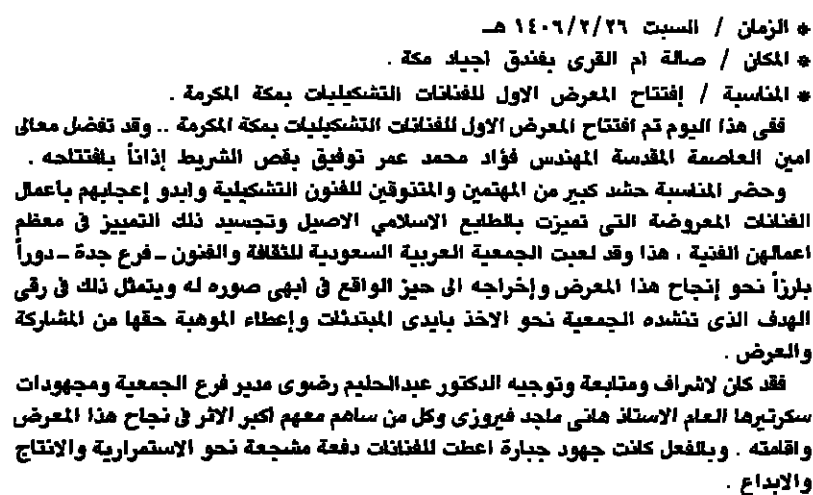 * الزمان / السبت ١٤٠٦/٢/٢٦ هـ
* المكان / صالة ام القرى بفندق اجياد مكة .
* المناسبة / إفتتاح المعرض الاول للفنانات التشكيليات بمكة المكرمة .
ففى هذا اليوم تم افتتاح المعرض الاول للفنانات التشكيليات بمكة المكرمة .. وقد تفضل معالى
امين العاصمة المقدسة المهندس فؤاد محمد عمر توفيق بقص الشريط إذاناً بافتتاحه .
وحضر المناسبة حشد كبير من المهتمين والمتذوقين للفنون التشكيلية وابدو إعجابهم باعمال
الفنانات المعروضة التى تميزت بالطابع الاسلامي الاصيل وتجسيد ذلك التمييز فى معظم
اعمالهن الفنية ، هذا وقد لعبت الجمعية العربية السعودية للثقافة والفنون ـ فرع جدة ـ دوراً
بارزاً نحو إنجاح هذا المعرض وإخراجه الى حيز الواقع فى ابهى صوره له ويتمثل ذلك فى رقى
الهدف الذى تنشده الجمعية نحو الاخذ بايدى المبتدئات وإعطاء الموهبة حقها من المشاركة
والعرض .
فقد كان لاشراف ومتابعة وتوجيه الدكتور عبدالحليم رضوى مدير فرع الجمعية ومجهودات
سكرتيرها العام الاستاذ هانى ماجد فيروزى وكل من ساهم معهم اكبر الاثر فى نجاح هذا المعرض
واقامته . وبالفعل كانت جهود جبارة اعطت للفنانات دفعة مشجعة نحو الاستمرارية والانتاج
والابداع .